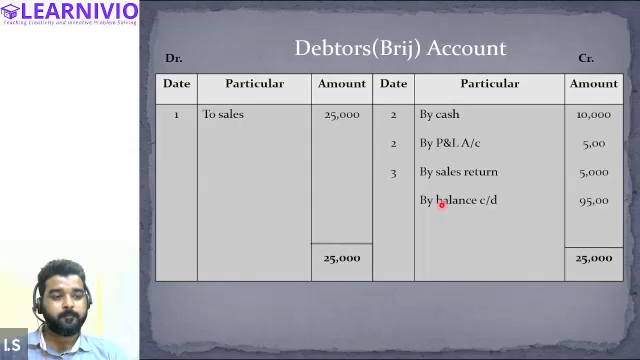 LEARNIVIO
Teaching Creativity and Inventive Problem Solving
Debtors(Brij) Account
Dr. Cr.
Date Particular Amount Date Particular Amount
1 To sales 25,000 2 By cash 10,000
2 By P&L A/c 5,00
3 By sales return 5,000
By balance c/d 95,00
25,000 25,000
I.S